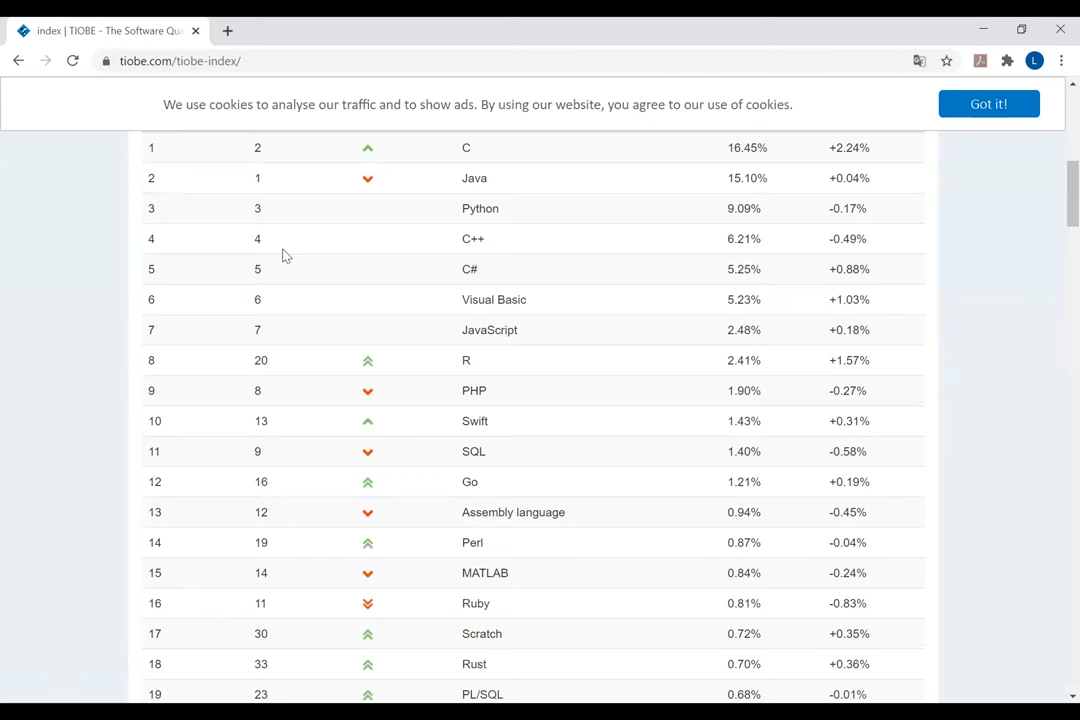 index | TIOBE - The Software Qua
tiobe.com/tiobe-index/
L
We use cookies to analyse our traffic and to show ads. By using our website, you agree to our use of cookies.
Got it!
1 2 C 16.45% +2.24%
2 1 Java 15.10% +0.04%
3 3 Python 9.09% -0.17%
4 4 C++ 6.21% -0.49%
5 5 C# 5.25% +0.88%
6 6 Visual Basic 5.23% +1.03%
7 7 JavaScript 2.48% +0.18%
8 20 R 2.41% +1.57%
9 8 PHP 1.90% -0.27%
10 13 Swift 1.43% +0.31%
11 9 SQL 1.40% -0.58%
12 16 Go 1.21% +0.19%
13 12 Assembly language 0.94% -0.45%
14 19 Perl 0.87% -0.04%
15 14 MATLAB 0.84% -0.24%
16 11 Ruby 0.81% -0.83%
17 30 Scratch 0.72% +0.35%
18 33 Rust 0.70% +0.36%
19 23 PL/SQL 0.68% -0.01%